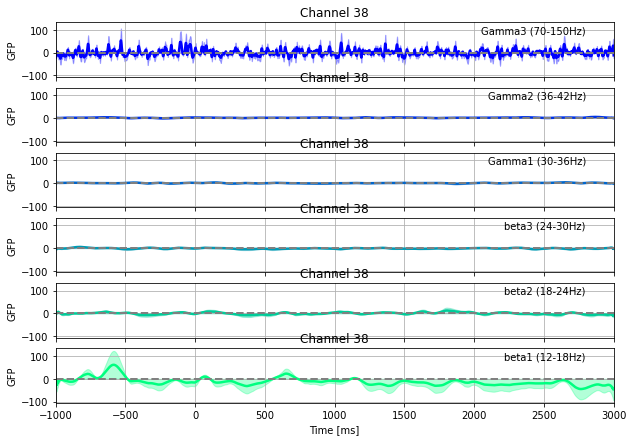 Channel 38
GFP
100
0
−100
Gamma3 (70-150Hz)
Channel 38
GFP
100
0
−100
Gamma2 (36-42Hz)
Channel 38
GFP
100
0
−100
Gamma1 (30-36Hz)
Channel 38
GFP
100
0
−100
beta3 (24-30Hz)
Channel 38
GFP
100
0
−100
beta2 (18-24Hz)
Channel 38
GFP
100
0
−100
beta1 (12-18Hz)
−1000 −500 0 500 1000 1500 2000 2500 3000
Time [ms]